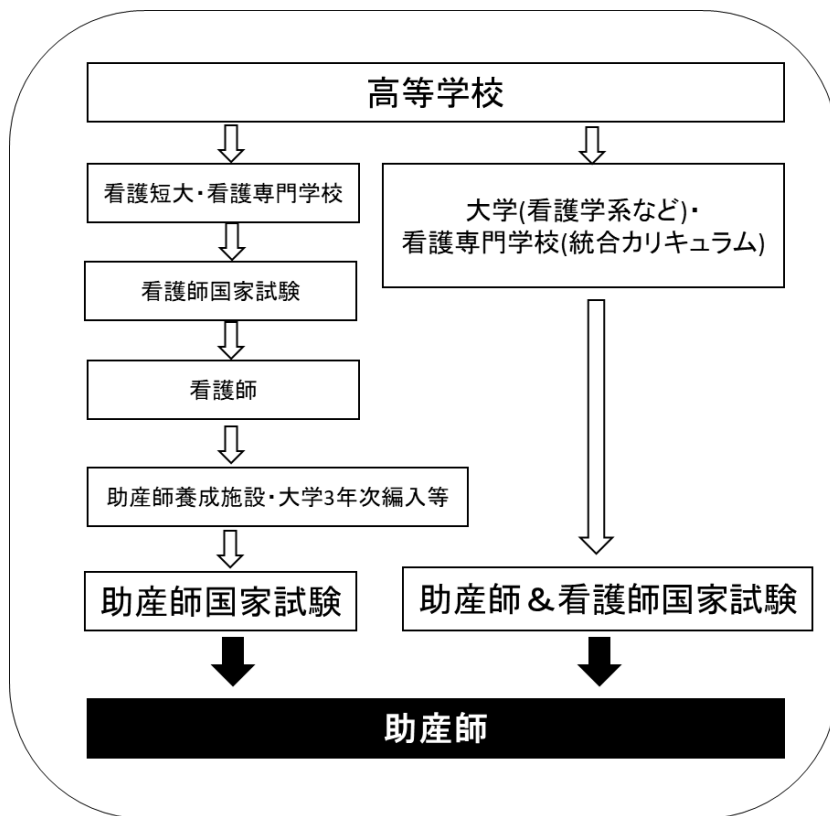 高等学校
看護短大・看護専門学校
看護師国家試験
看護師
助産師養成施設・大学3年次編入等
助産師国家試験
大学(看護学系など)・
看護専門学校(統合カリキュラム)
助産師＆看護師国家試験
助産師